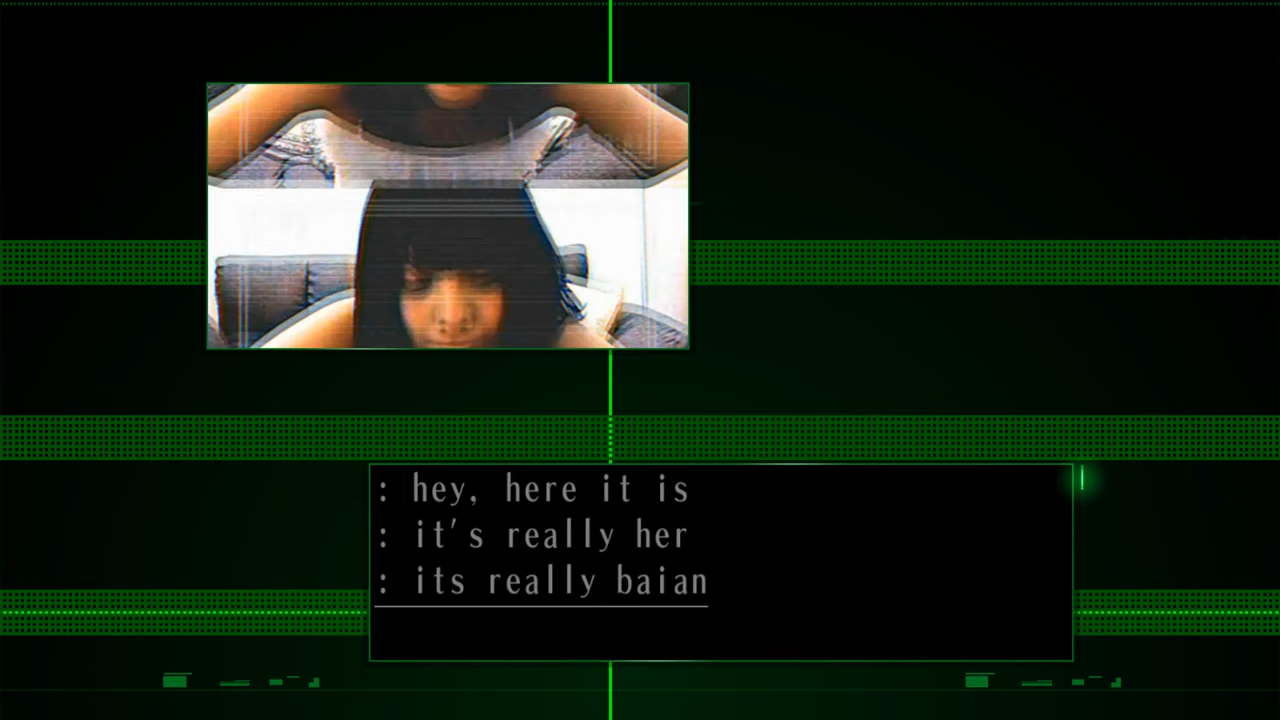 : hey, here it is
: it's really her
: its really baian